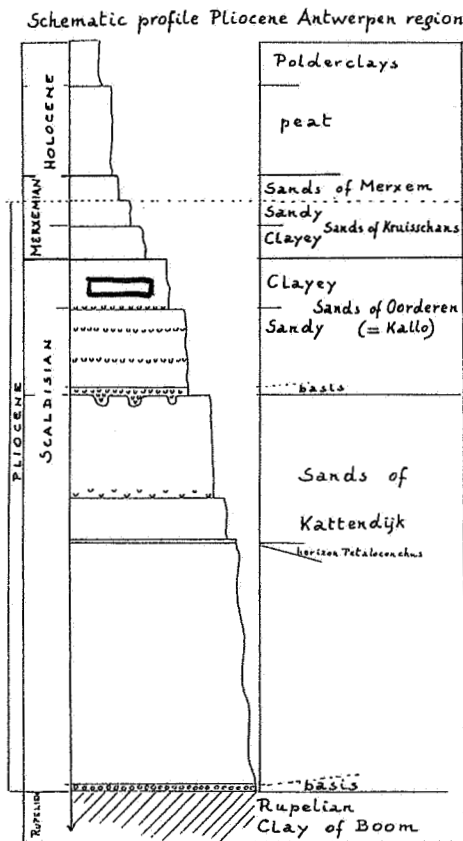 Schematic profile Pliocene Antwerpen region
HOLOCENE
MERXEMIAN
SCALDISIAN
PLIOCENE
Polderclays
peat
Sands of Merxem
Sandy
Sands of Kruisschans
Clayey
Clayey
Sands of Oorderen
Sandy (= Kallo)
basis
Sands of
Kattendijk
horizon Petaloconchus
basis
Rupelian
Clay of Boom